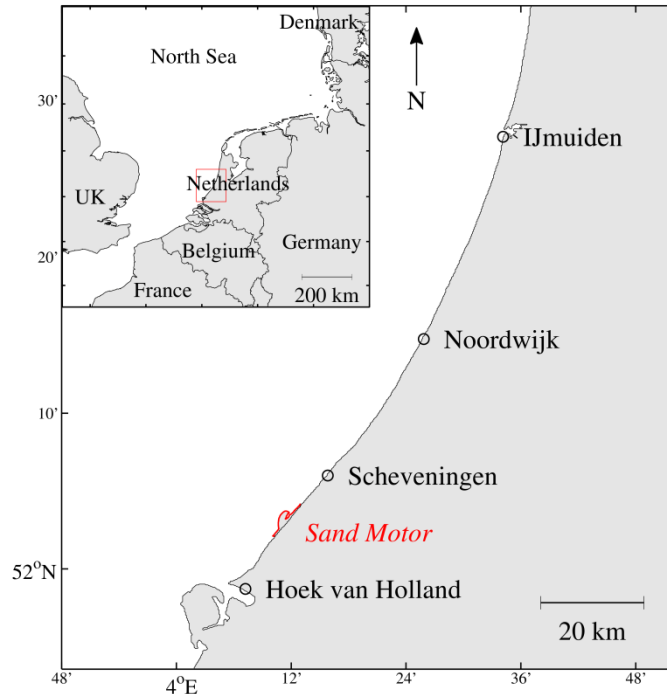 Denmark
North Sea
N
30'
IJmuiden
Netherlands
UK
Belgium
Germany
20'
200 km
France
Noordwijk
10'
Scheveningen
Sand Motor
52°N
Hoek van Holland
20 km
48'
4°E
12'
24'
36'
48'